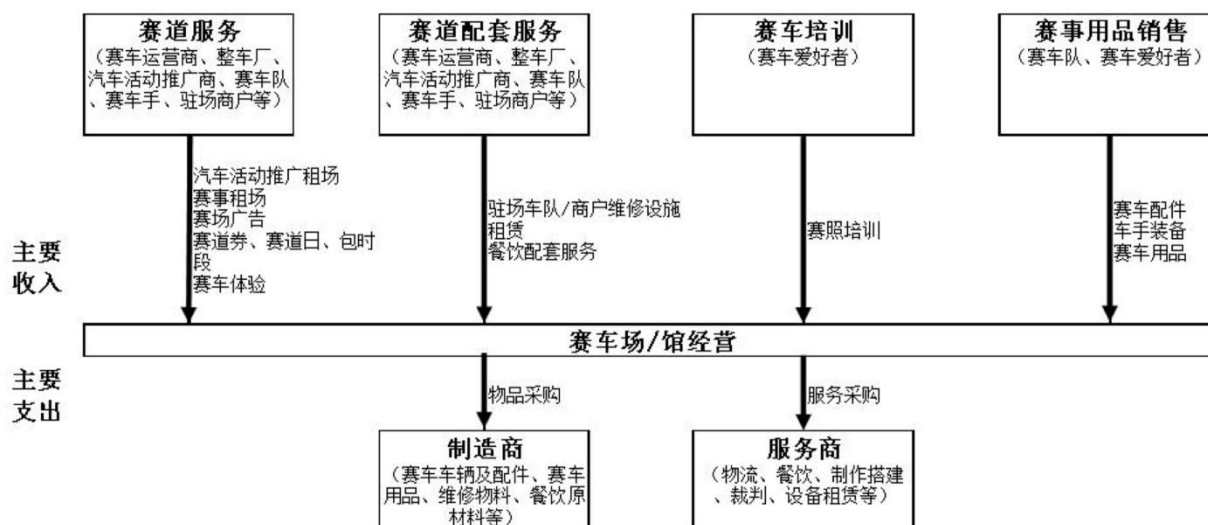 赛道服务
（赛车运营商、整车厂、
汽车活动推广商、赛车队
、赛车手、驻场商户等）
赛道配套服务
（赛车运营商、整车厂、
汽车活动推广商、赛车队
、赛车手、驻场商户等）
赛车培训
（赛车爱好者）
赛事用品销售
（赛车队、赛车爱好者）
主要
收入
汽车活动推广租场
赛事租场
赛场广告
赛道券、赛道日、包时
段
赛车体验
驻场车队/商户维修设施
租赁
餐饮配套服务
赛照培训
赛车配件
车手装备
赛车用品
赛车场/馆经营
主要
支出
物品采购
服务采购
制造商
（赛车车辆及配件、赛车
用品、维修物料、餐饮原
材料等）
服务商
（物流、餐饮、制作搭建
、裁判、设备租赁等）